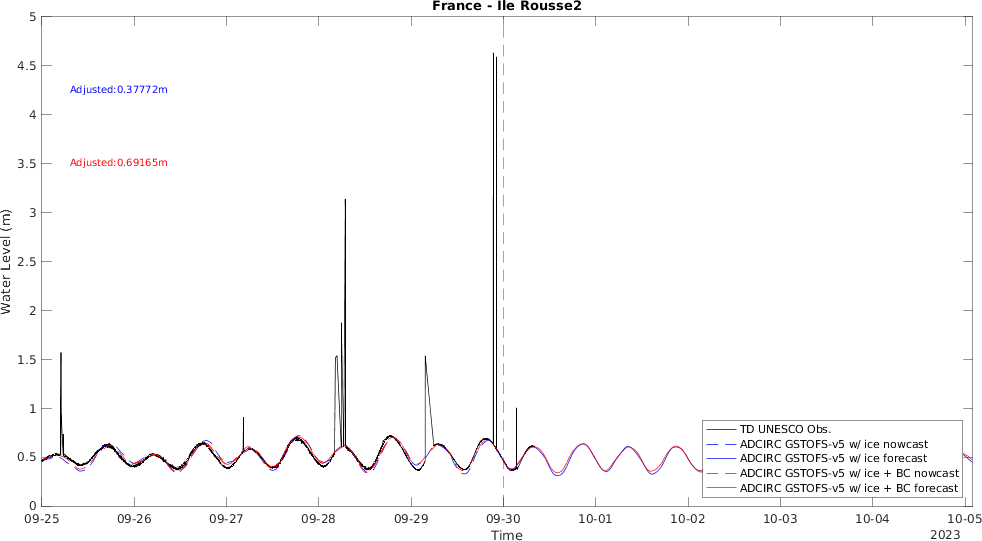 France - Ile Rousse2
Water Level (m)
5
4.5
4
3.5
3
2.5
2
1.5
1
0.5
0
Adjusted:0.37772m
Adjusted:0.69165m
TD UNESCO Obs.
ADCIRC GSTOFS-v5 w/ ice nowcast
ADCIRC GSTOFS-v5 w/ ice forecast
ADCIRC GSTOFS-v5 w/ ice + BC nowcast
ADCIRC GSTOFS-v5 w/ ice + BC forecast
09-25 09-26 09-27 09-28 09-29 09-30 10-01 10-02 10-03 10-04 10-05
Time
2023